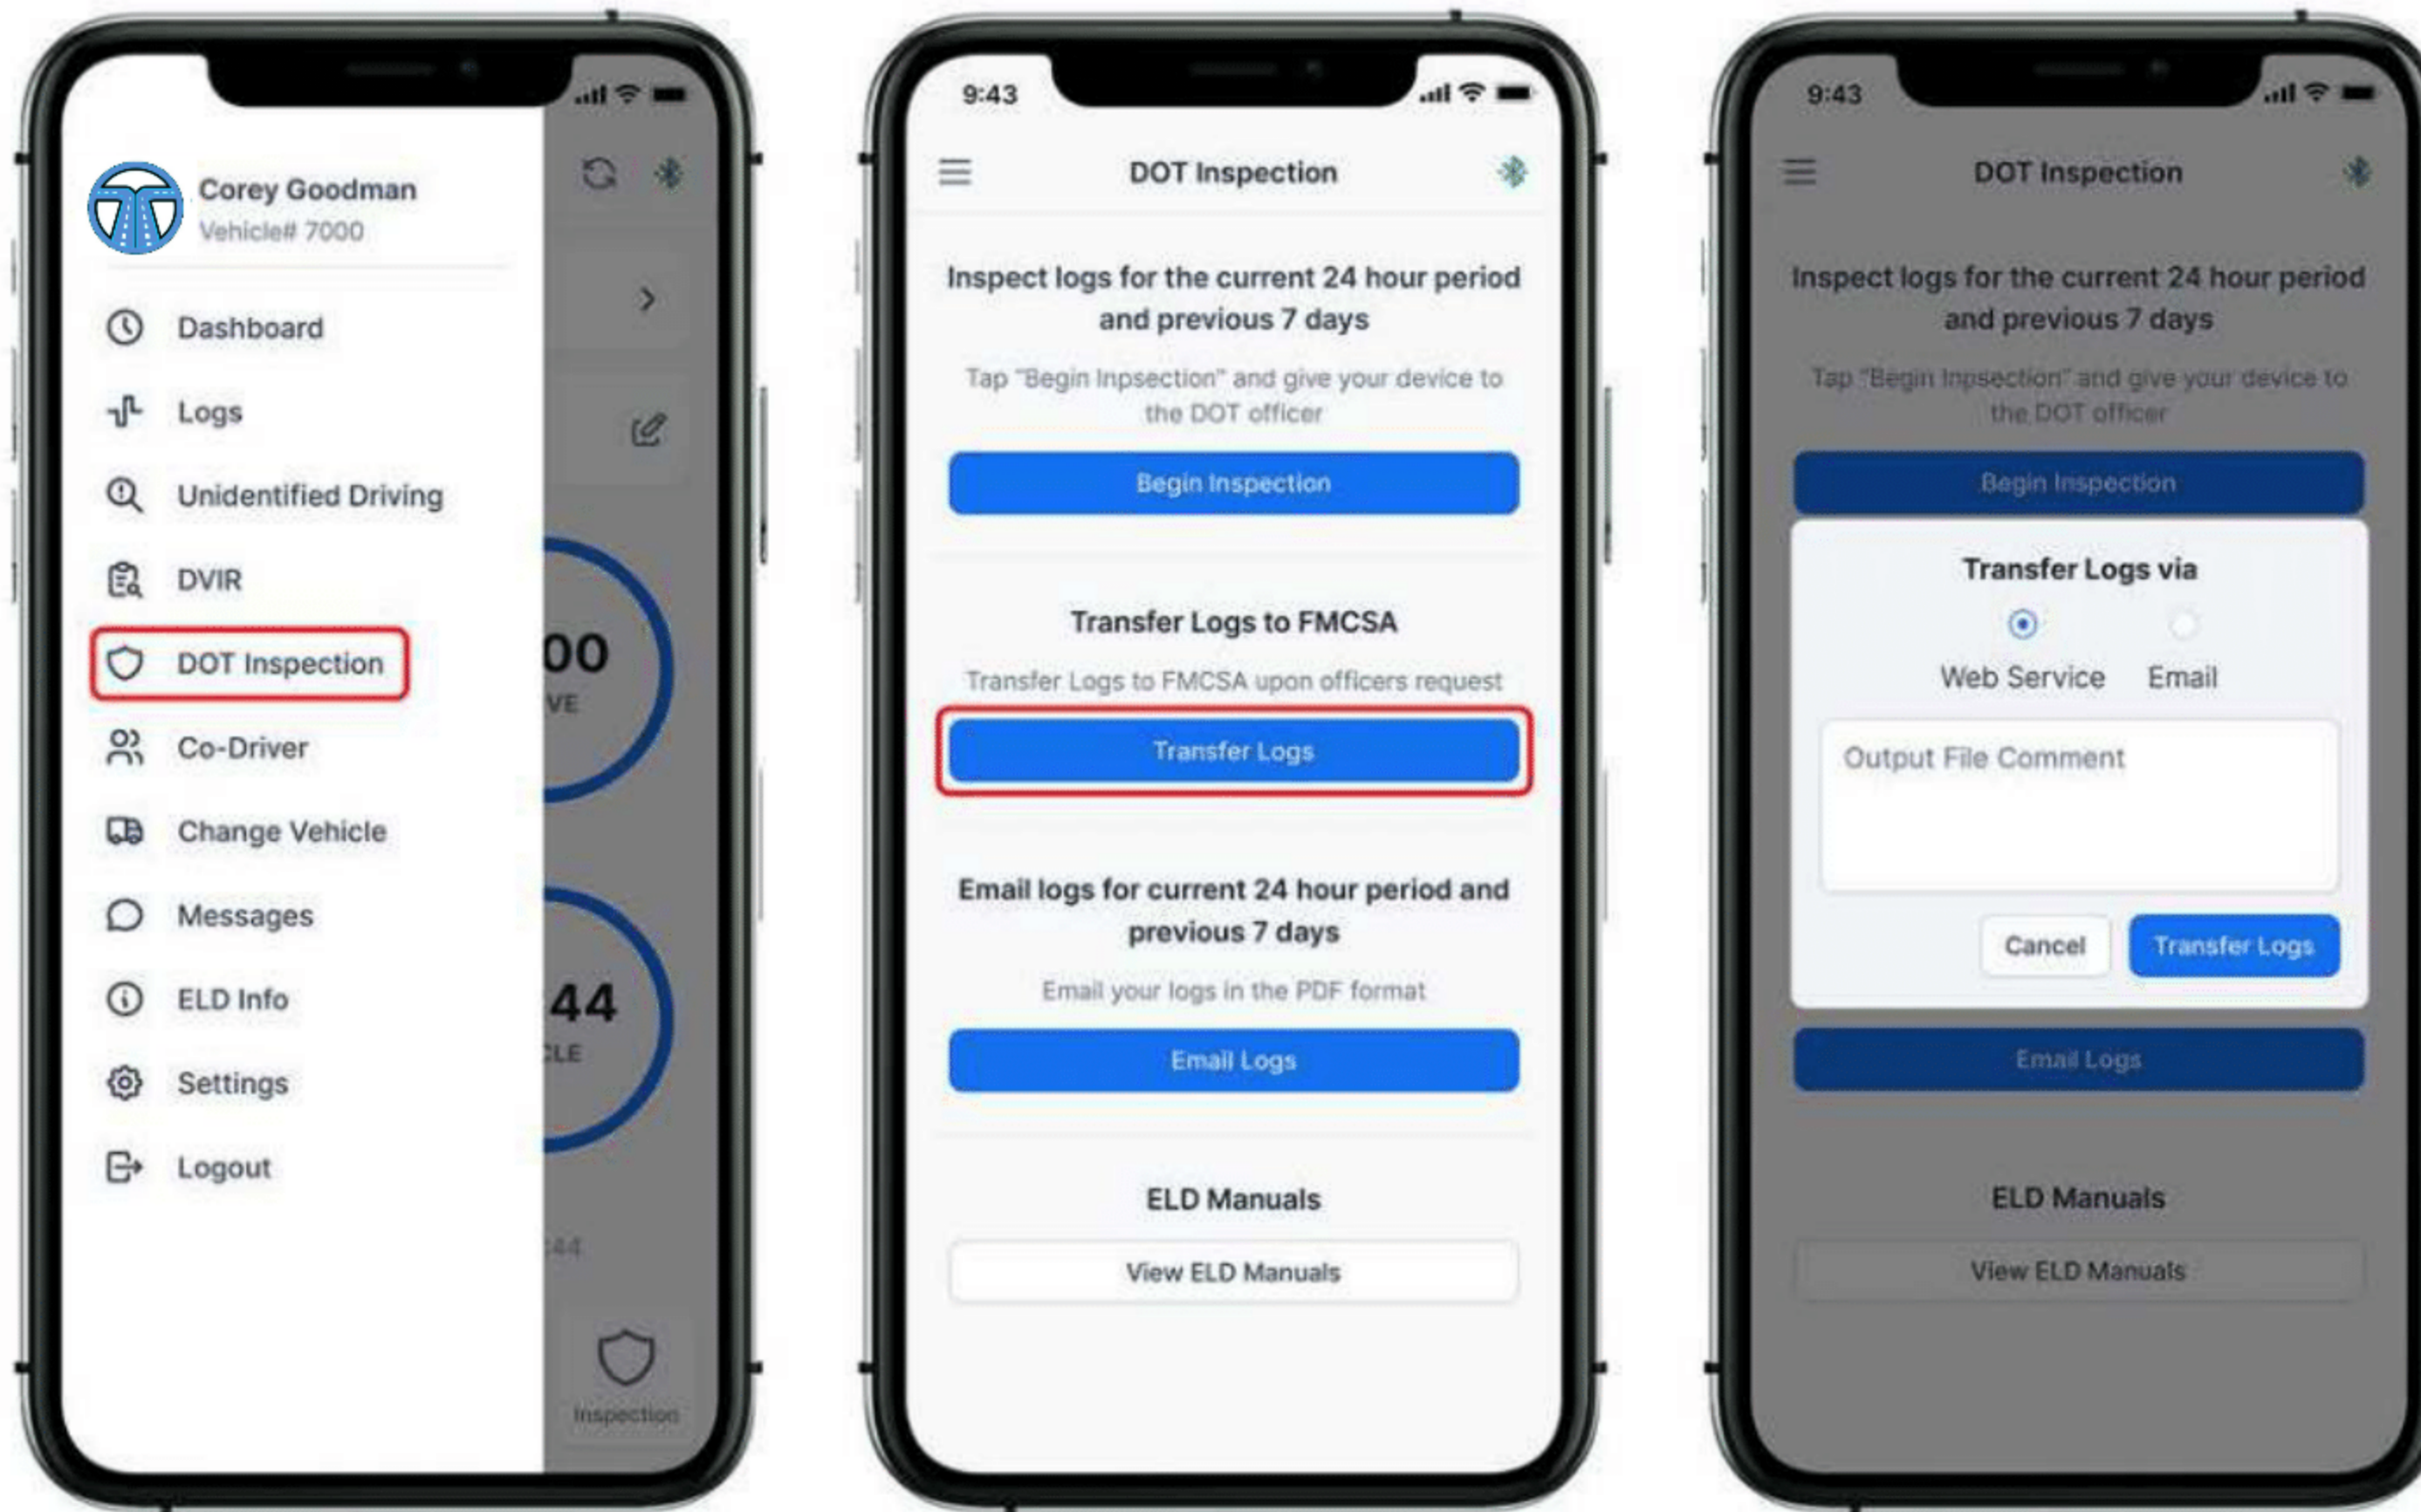 Corey Goodman
Vehicle# 7000
Dashboard
Logs
Unidentified Driving
DVIR
DOT Inspection
Co-Driver
Change Vehicle
Messages
ELD Info
Settings
Logout
00
VE
44
CLE
:44
Inspection
9:43
DOT Inspection
Inspect logs for the current 24 hour period
and previous 7 days
Tap "Begin Inpsection" and give your device to
the DOT officer
Begin Inspection
Transfer Logs to FMCSA
Transfer Logs to FMCSA upon officers request
Transfer Logs
Email logs for current 24 hour period and
previous 7 days
Email your logs in the PDF format
Email Logs
ELD Manuals
View ELD Manuals
9:43
DOT Inspection
Inspect logs for the current 24 hour period
and previous 7 days
Tap "Begin Inpsection" and give your device to
the DOT officer
Begin Inspection
Transfer Logs via
Web Service Email
Output File Comment
Cancel Transfer Logs
Email Logs
ELD Manuals
View ELD Manuals